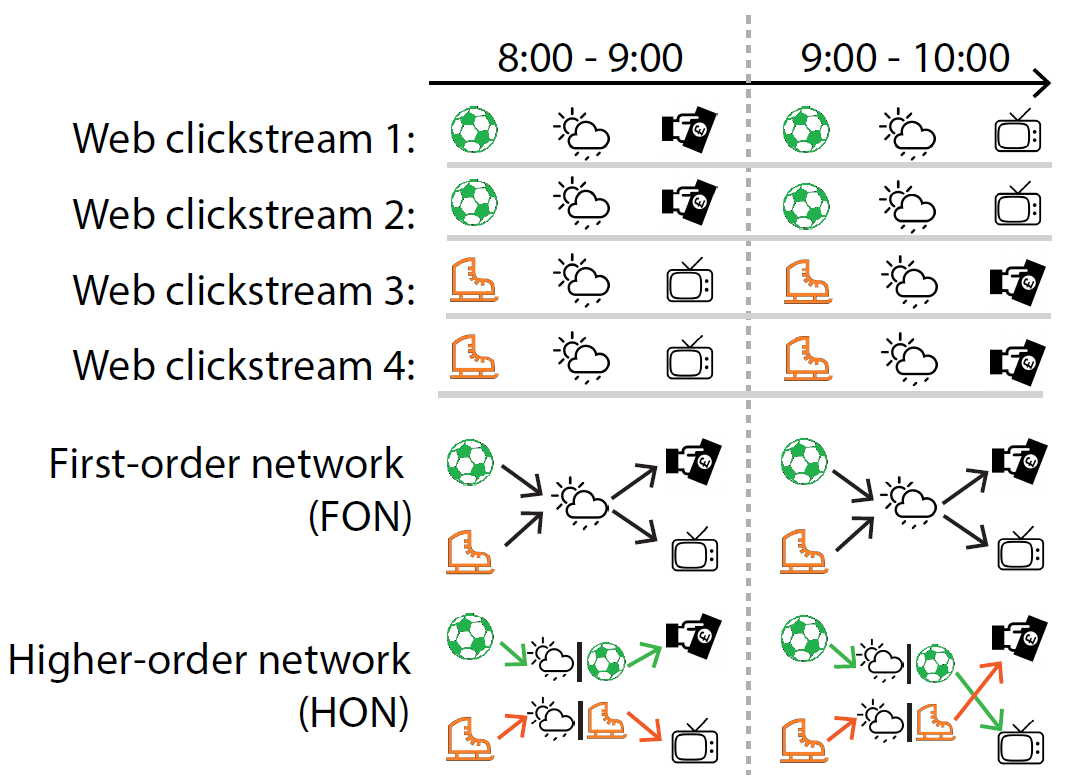 8:00 - 9:00
9:00 - 10:00
Web clickstream 1:
Web clickstream 2:
Web clickstream 3:
Web clickstream 4:
First-order network
(FON)
Higher-order network
(HON)